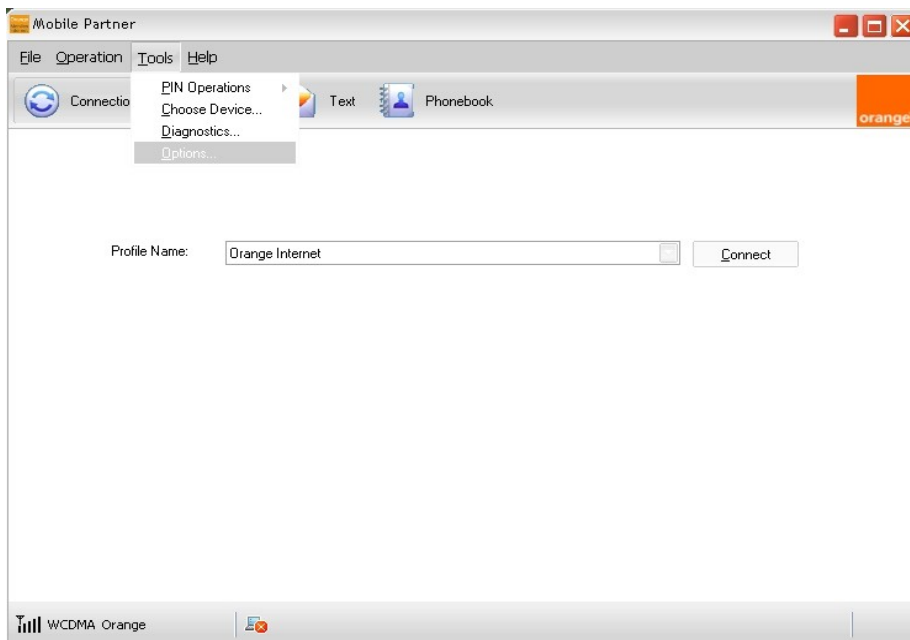 Mobile Partner
File Operation Tools Help
Connectio
Text
Phonebook
orange
PIN Operations
Choose Device...
Diagnostics...
Options...
Profile Name:
Orange Internet
Connect
WCDMA Orange